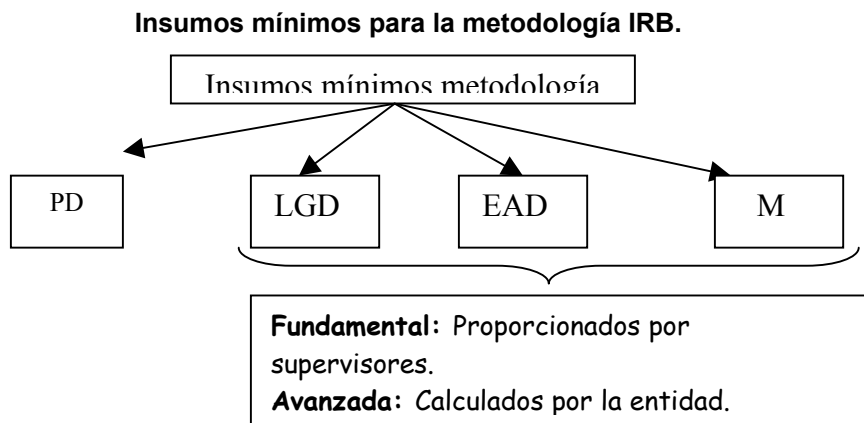 Insumos mínimos para la metodología IRB.
Insumos mínimos metodología
PD
LGD
EAD
M
Fundamental: Proporcionados por
supervisores.
Avanzada: Calculados por la entidad.